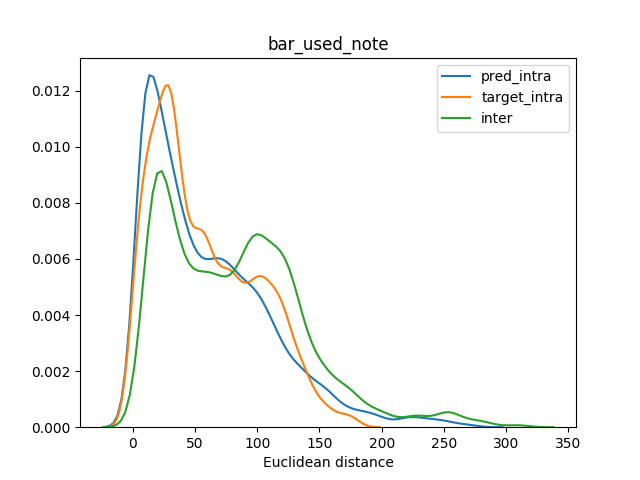 bar_used_note
pred_intra
target_intra
inter
0.012
0.010
0.008
0.006
0.004
0.002
0.000
0 50 100 150 200 250 300 350
Euclidean distance